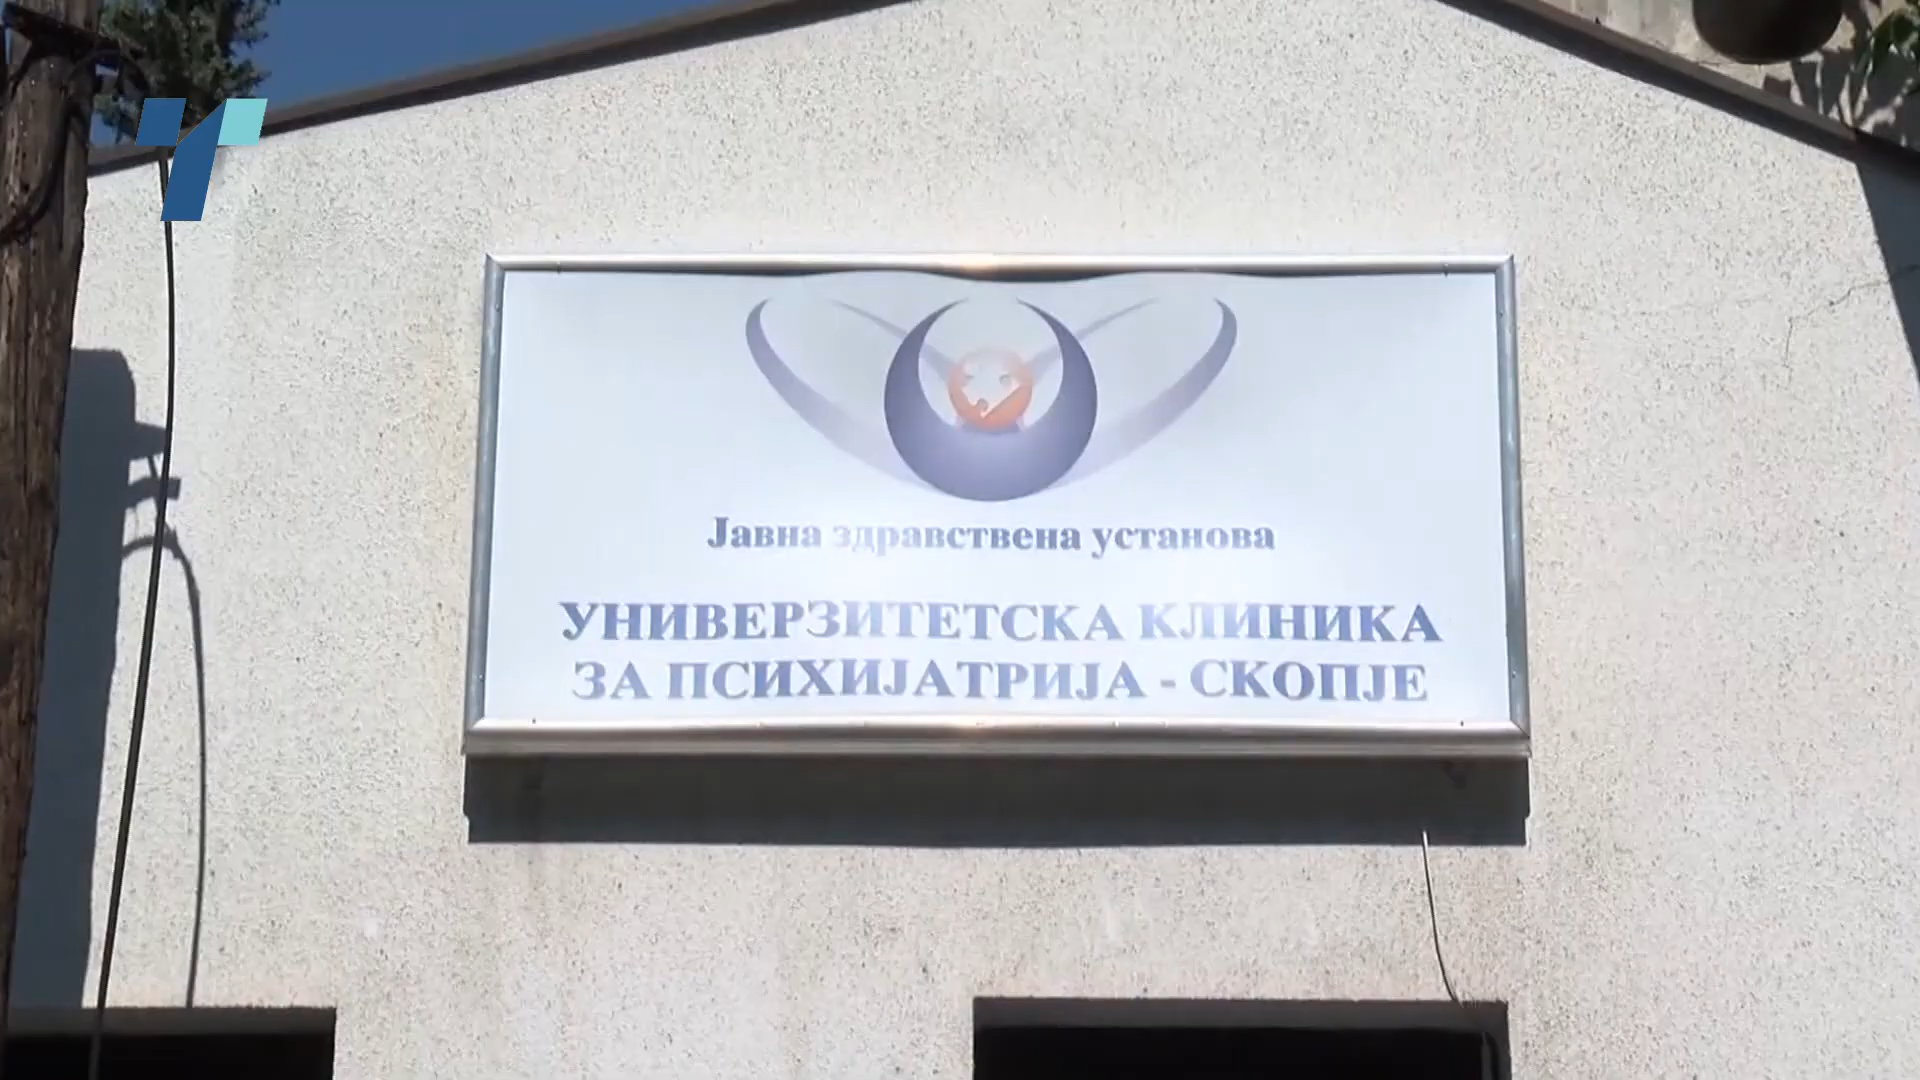 Јавна здравствена установа
УНИВЕРЗИТЕТСКА КЛИНИКА
ЗА ПСИХИЈАТРИЈА - СКОПЈЕ